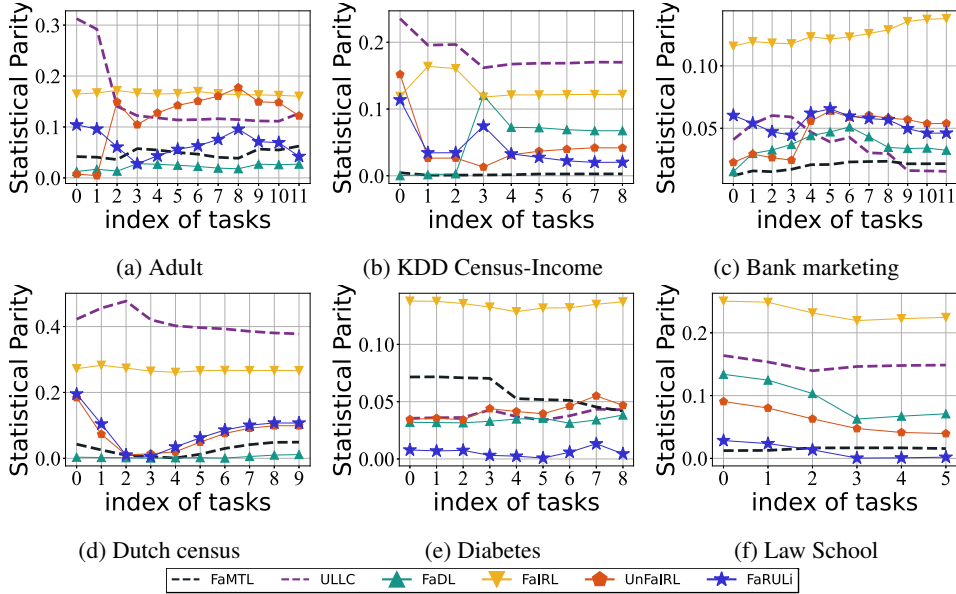 Statistical Parity
0.3
0.2
0.1
0.0
0 1 2 3 4 5 6 7 8 9 10 11
index of tasks
(a) Adult
Statistical Parity
0.2
0.1
0.0
0 1 2 3 4 5 6 7 8
index of tasks
(b) KDD Census-Income
Statistical Parity
0.10
0.05
0 1 2 3 4 5 6 7 8 9 10 11
index of tasks
(c) Bank marketing
Statistical Parity
0.4
0.2
0.0
0 1 2 3 4 5 6 7 8 9
index of tasks
(d) Dutch census
Statistical Parity
0.10
0.05
0.00
0 1 2 3 4 5 6 7 8
index of tasks
(e) Diabetes
Statistical Parity
0.2
0.1
0.0
0 1 2 3 4 5
index of tasks
(f) Law School
FaMTL ULLC FaDL FaIRL UnFaIRL FaRULi